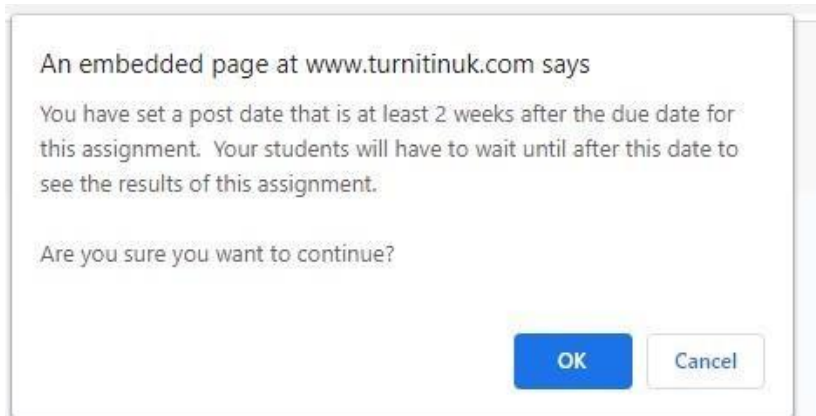 An embedded page at www.turnitinuk.com says
You have set a post date that is at least 2 weeks after the due date for
this assignment.  Your students will have to wait until after this date to
see the results of this assignment.
Are you sure you want to continue?
OK
Cancel